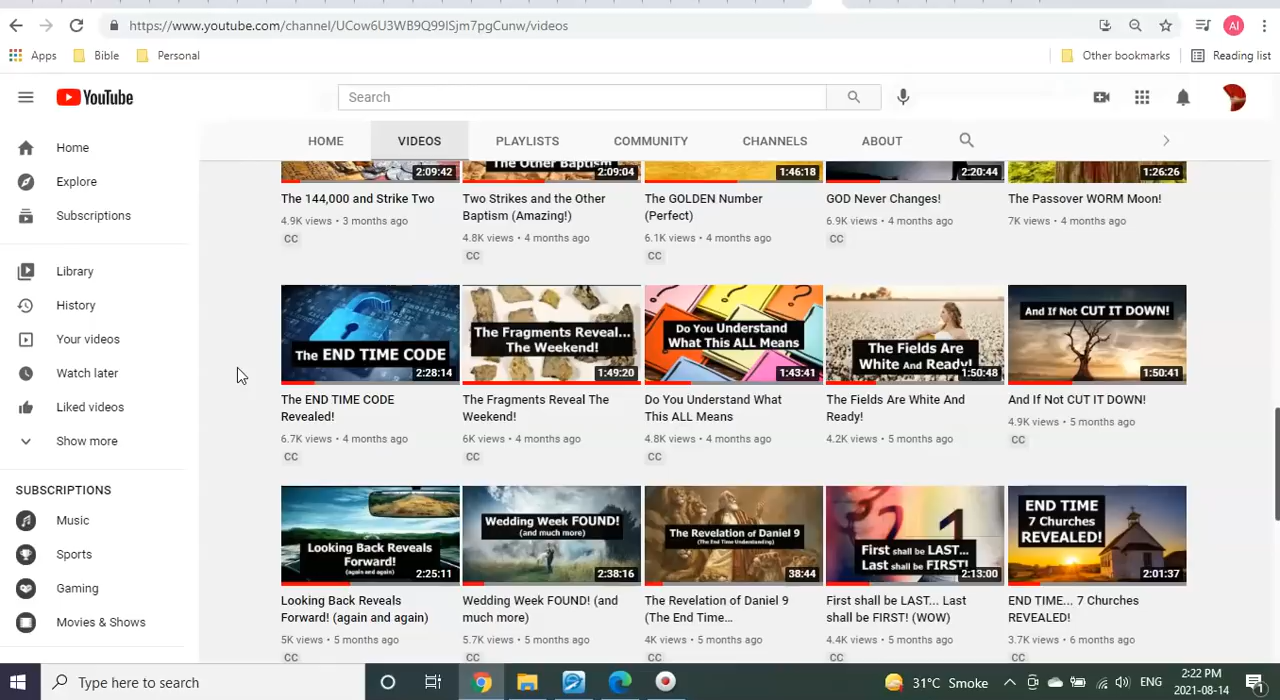 https://www.youtube.com/channel/UCow6U3WB9Q99ISjm7pgCunw/videos
AI
Apps
Bible
Personal
Other bookmarks
Reading list
YouTube
Search
HOME
VIDEOS
PLAYLISTS
COMMUNITY
CHANNELS
ABOUT
Home
Explore
Subscriptions
Library
History
Your videos
Watch later
Liked videos
Show more
SUBSCRIPTIONS
Music
Sports
Gaming
Movies & Shows
2:09:42
The Other Baptism
2:09:04
1:46:18
2:20:44
1:26:26
The 144,000 and Strike Two
4.9K views • 3 months ago
CC
Two Strikes and the Other
Baptism (Amazing!)
4.8K views • 4 months ago
CC
The GOLDEN Number
(Perfect)
6.1K views • 4 months ago
CC
GOD Never Changes!
6.9K views • 4 months ago
CC
The Passover WORM Moon!
7K views • 4 months ago
The END TIME CODE
2:28:14
The END TIME CODE
Revealed!
6.7K views • 4 months ago
CC
The Fragments Reveal...
The Weekend!
1:49:20
The Fragments Reveal The
Weekend!
6K views • 4 months ago
CC
Do You Understand
What This ALL Means
1:43:41
Do You Understand What
This ALL Means
4.8K views • 4 months ago
CC
The Fields Are
White And Ready!
1:50:48
The Fields Are White And
Ready!
4.2K views • 5 months ago
And If Not CUT IT DOWN!
1:50:41
And If Not CUT IT DOWN!
4.9K views • 5 months ago
CC
Looking Back Reveals
Forward!
(again and again)
2:25:11
Looking Back Reveals
Forward! (again and again)
5K views • 5 months ago
CC
Wedding Week FOUND!
(and much more)
2:38:16
Wedding Week FOUND! (and
much more)
5.7K views • 5 months ago
CC
The Revelation of Daniel 9
(The End Time Understanding)
38:44
The Revelation of Daniel 9
(The End Time...
4K views • 5 months ago
CC
2 1
First shall be LAST...
Last shall be FIRST!
2:13:00
First shall be LAST... Last
shall be FIRST! (WOW)
4.4K views • 5 months ago
CC
END TIME
7 Churches
REVEALED!
2:01:37
END TIME... 7 Churches
REVEALED!
3.7K views • 6 months ago
CC
Type here to search
31°C Smoke
ENG
2:22 PM
2021-08-14
1